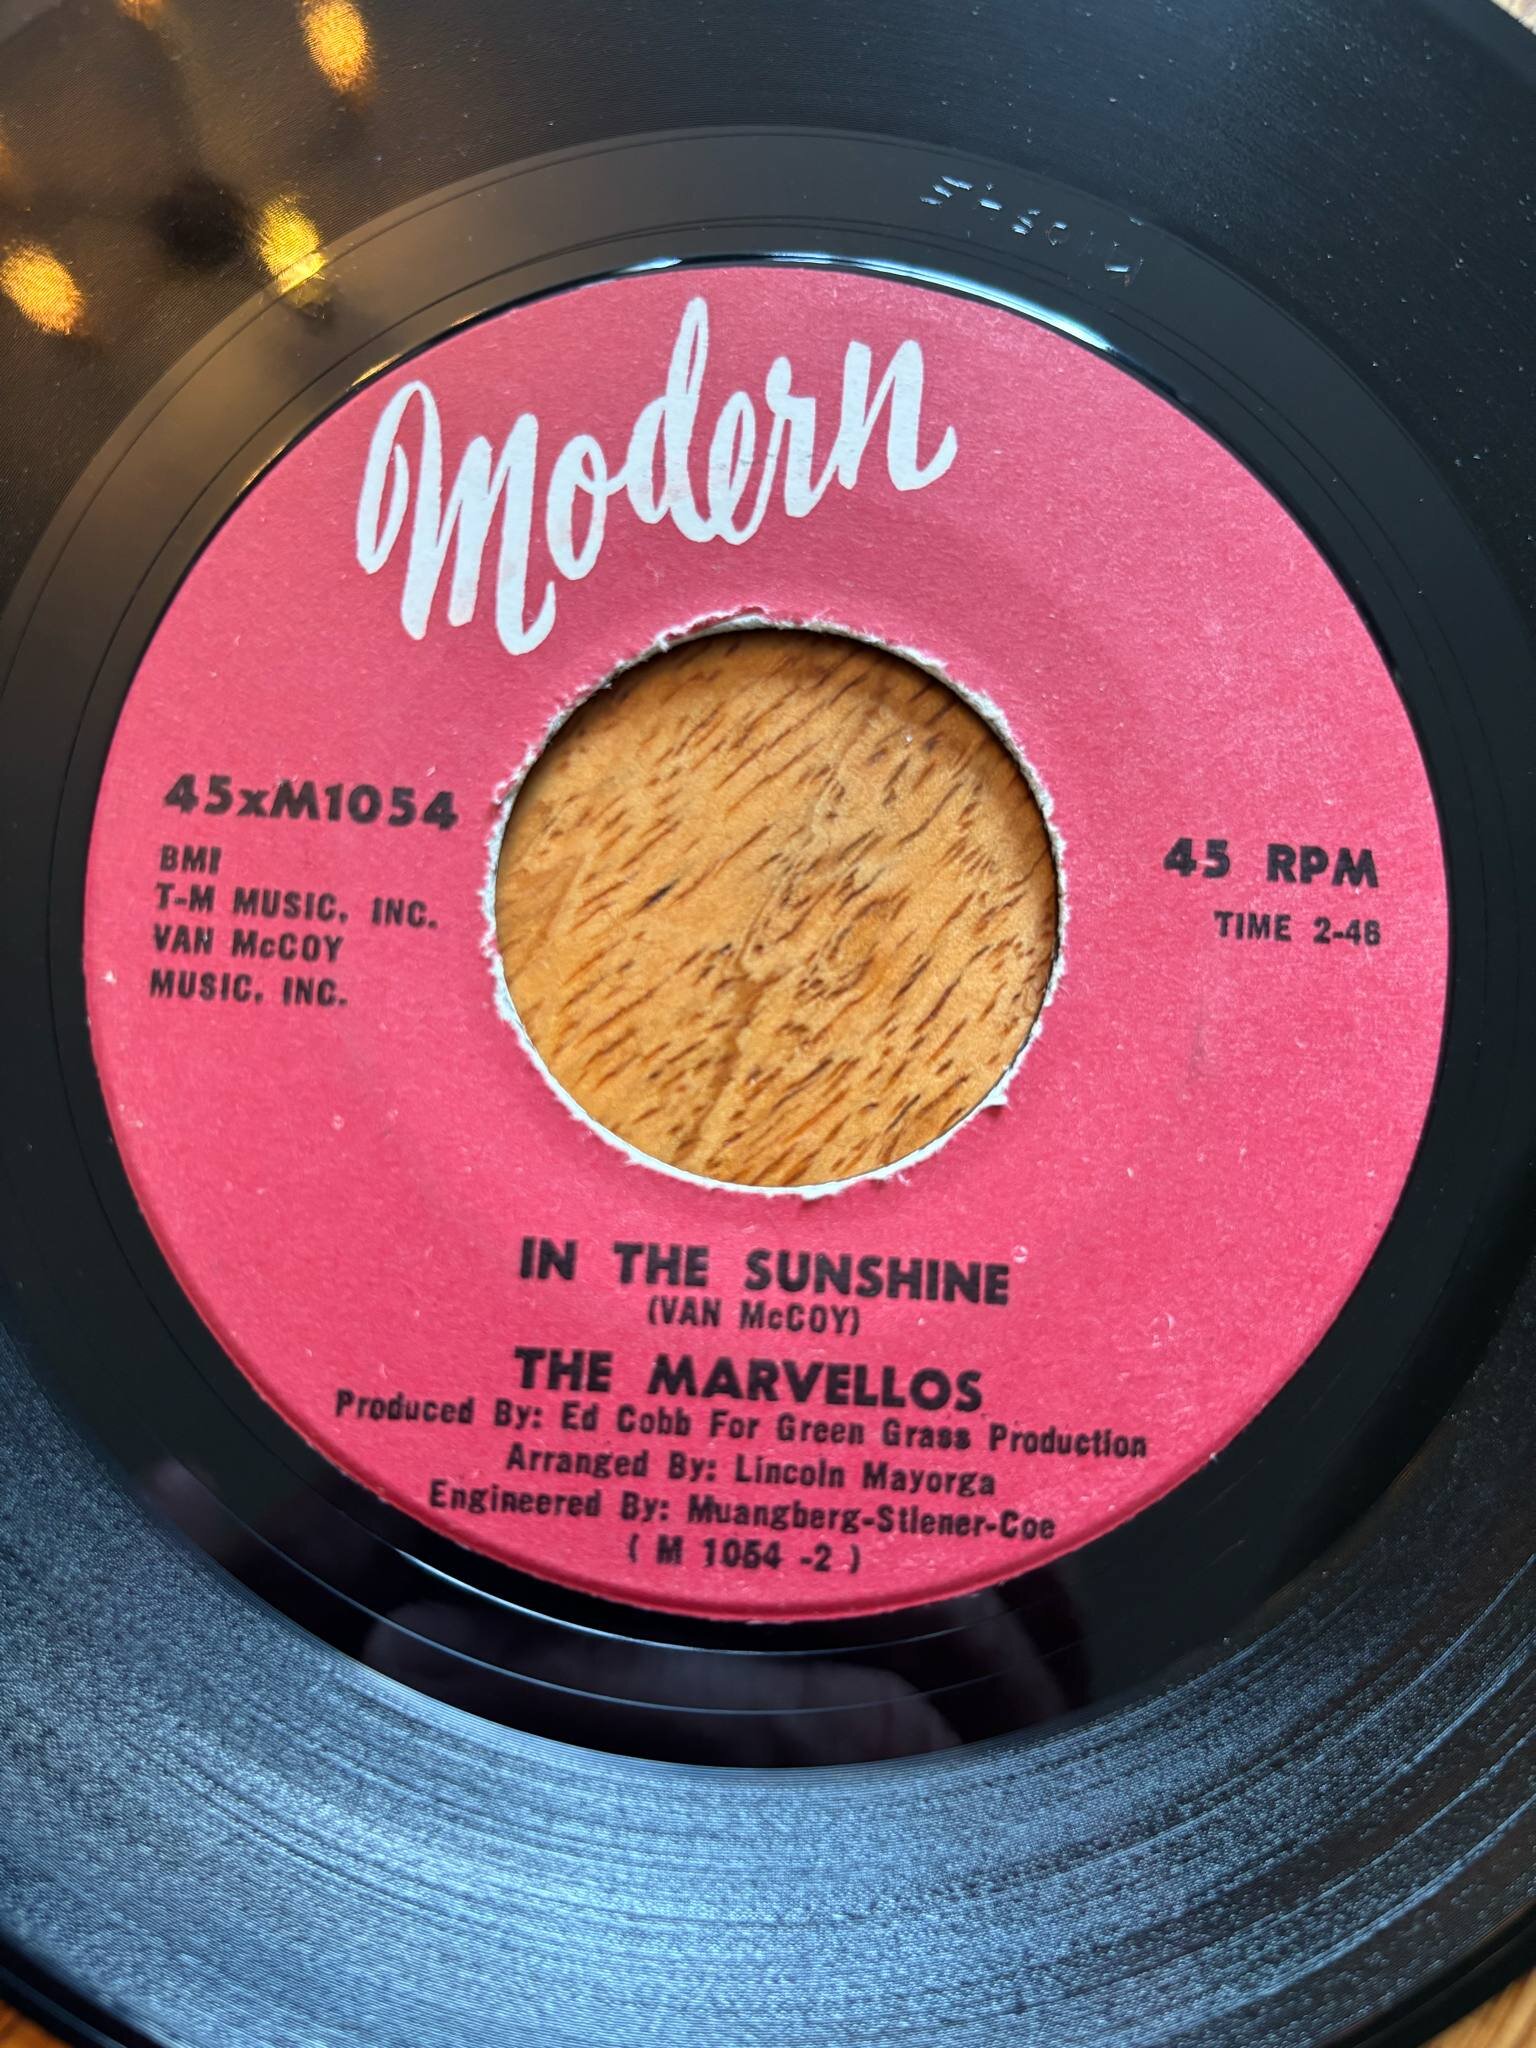 Modern
45xM1054
BMI
T-M MUSIC, INC.
VAN McCOY
MUSIC, INC.
45 RPM
TIME 2-46
IN THE SUNSHINE
(VAN McCOY)
THE MARVELLOS
Produced By: Ed Cobb For Green Grass Production
Arranged By: Lincoln Mayorga
Engineered By: Muangberg-Stiener-Coe
( M 1054 -2 )